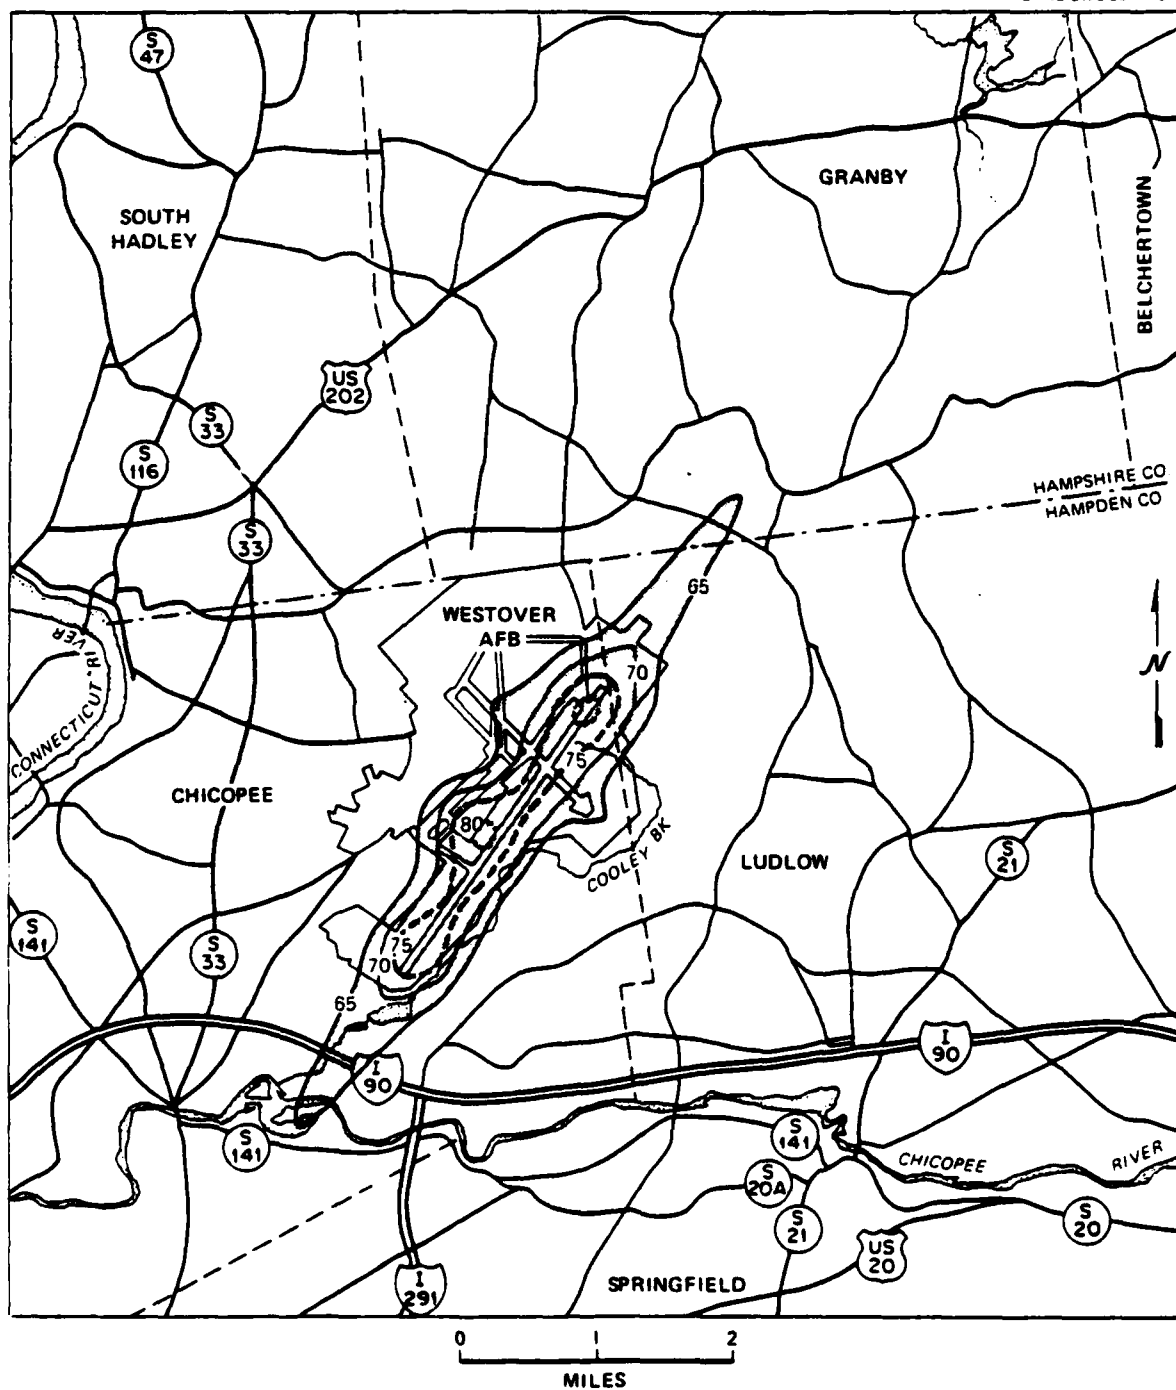 S
47
GRANBY
SOUTH
HADLEY
BELCHERTOWN
US
202
S
33
S
116
HAMPSHIRE CO
HAMPDEN CO
S
33
65
WESTOVER
AFB
CONNECTICUT RIVER
70
N
75
CHICOPEE
80
COOLEY BK
LUDLOW
S
21
S
141
S
33
75
70
65
I
90
I
90
S
141
S
141
CHICOPEE RIVER
S
20A
S
21
S
20
US
20
I
291
SPRINGFIELD
0 1 2
MILES